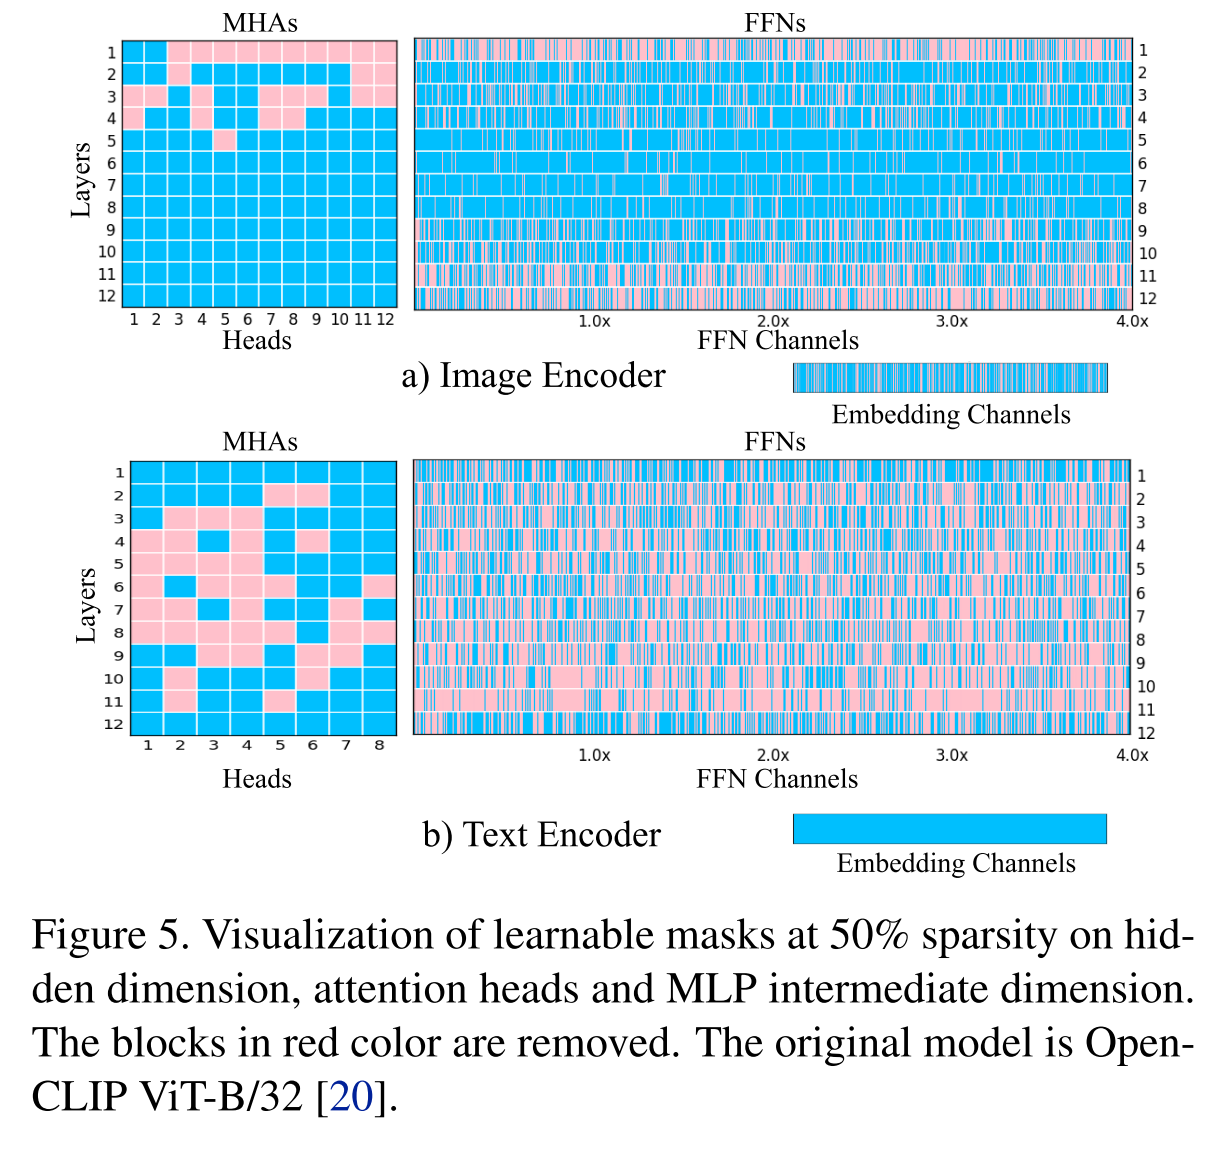 MHAs
FFNs
Layers
1
2
3
4
5
6
7
8
9
10
11
12
1 2 3 4 5 6 7 8 9 10 11 12
Heads
1
2
3
4
5
6
7
8
9
10
11
12
1.0x 2.0x 3.0x 4.0x
FFN Channels
a) Image Encoder
Embedding Channels
MHAs
FFNs
Layers
1
2
3
4
5
6
7
8
9
10
11
12
1 2 3 4 5 6 7 8
Heads
1
2
3
4
5
6
7
8
9
10
11
12
1.0x 2.0x 3.0x 4.0x
FFN Channels
b) Text Encoder
Embedding Channels
Figure 5. Visualization of learnable masks at 50% sparsity on hid-
den dimension, attention heads and MLP intermediate dimension.
The blocks in red color are removed. The original model is Open-
CLIP ViT-B/32 [20].